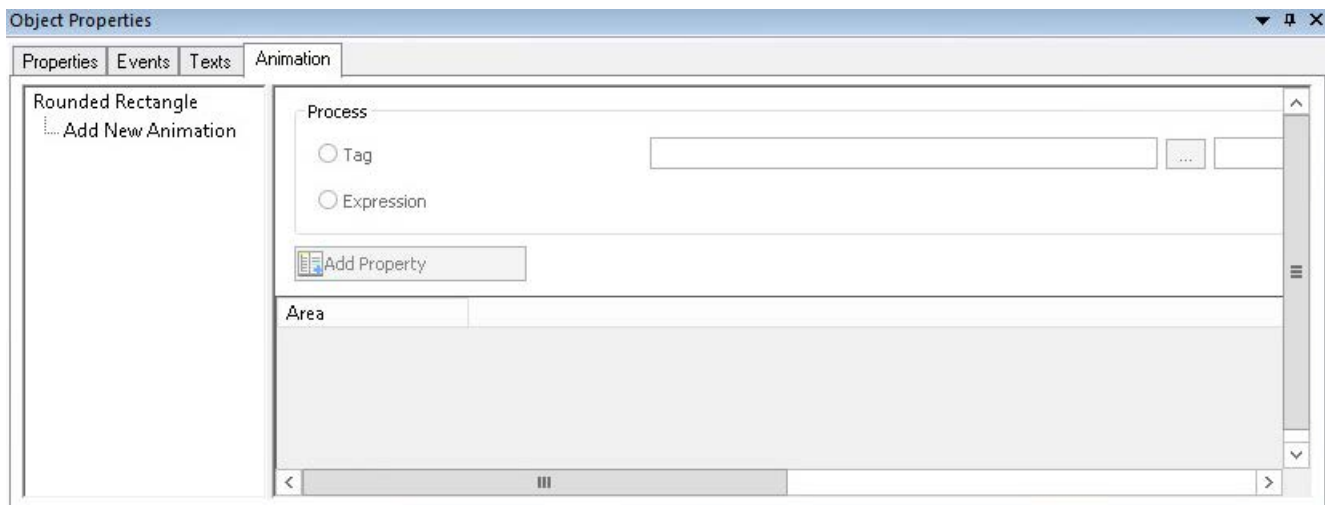 Object Properties
Properties Events Texts Animation
Rounded Rectangle
Add New Animation
Process
Tag
...
Expression
Add Property
Area